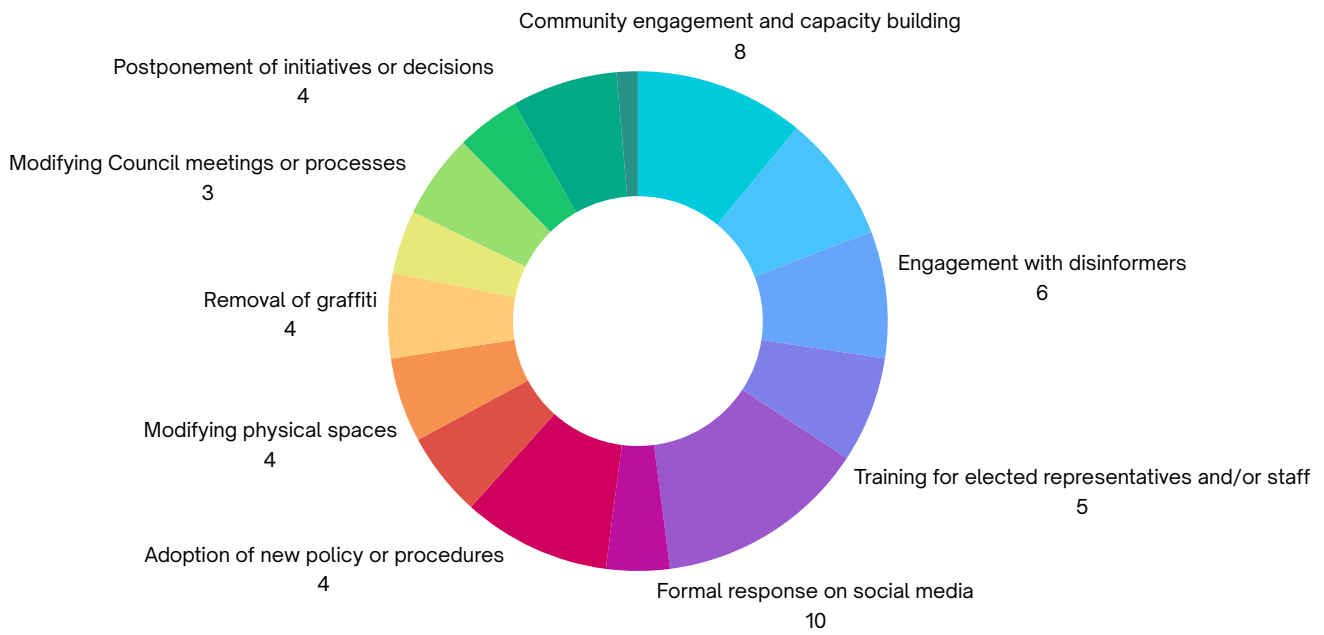 Community engagement and capacity building
8
Postponement of initiatives or decisions
4
Modifying Council meetings or processes
3
Engagement with disinformers
6
Removal of graffiti
4
Modifying physical spaces
4
Training for elected representatives and/or staff
5
Adoption of new policy or procedures
4
Formal response on social media
10